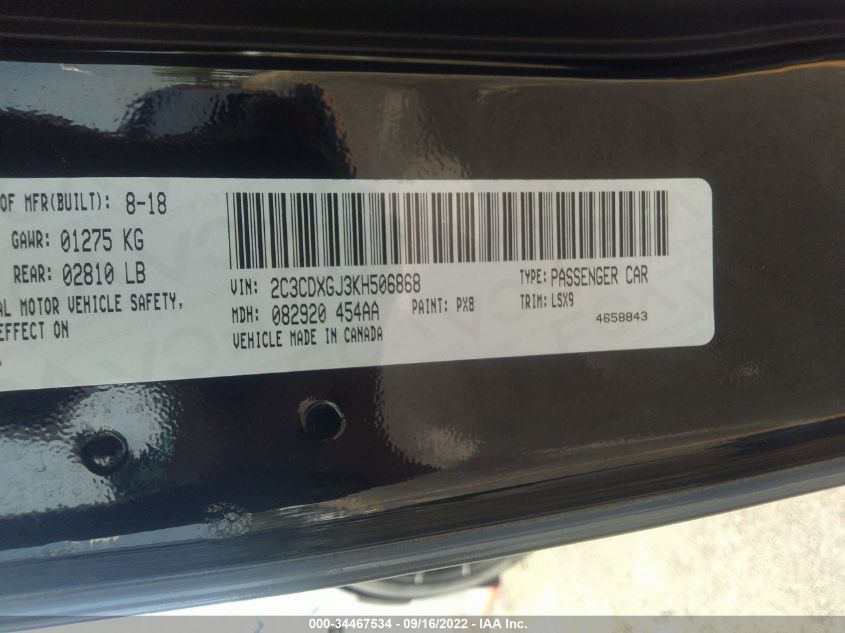 OF MFR(BUILT): 8-18
GAWR: 01275 KG
REAR: 02810 LB
MOTOR VEHICLE SAFETY,
EFFECT ON
VIN: 2C3CDXGJ3KH506868
TYPE: PASSENGER CAR
MDH: 082920 454AA
PAINT: PX8
TRIM: LSX9
VEHICLE MADE IN CANADA
4658843
000-34467534 - 09/16/2022 - IAA Inc.